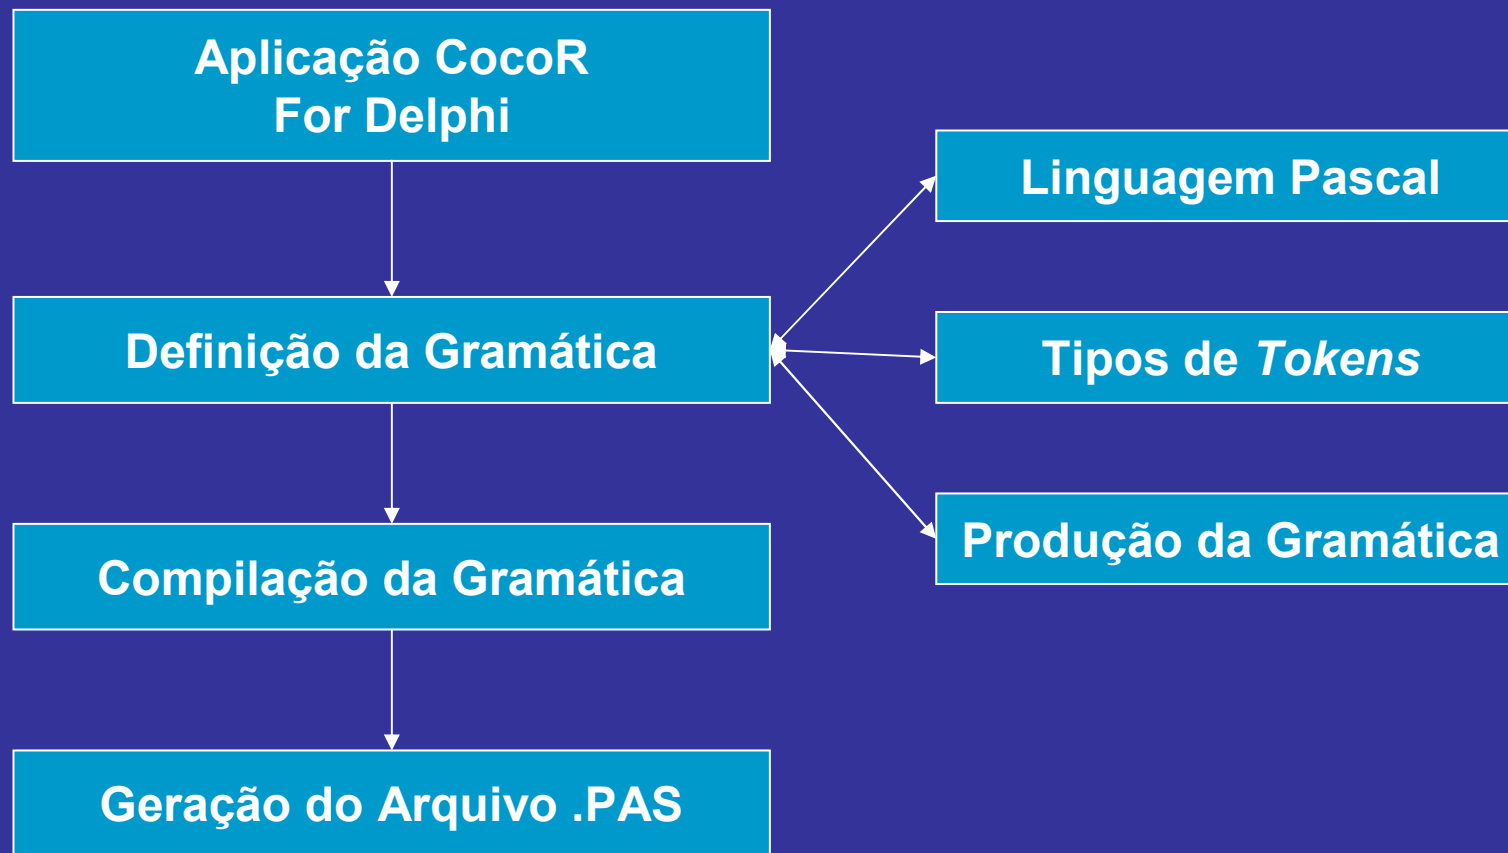 Aplicação CocoR
For Delphi
Linguagem Pascal
Definição da Gramática
Tipos de Tokens
Produção da Gramática
Compilação da Gramática
Geração do Arquivo .PAS